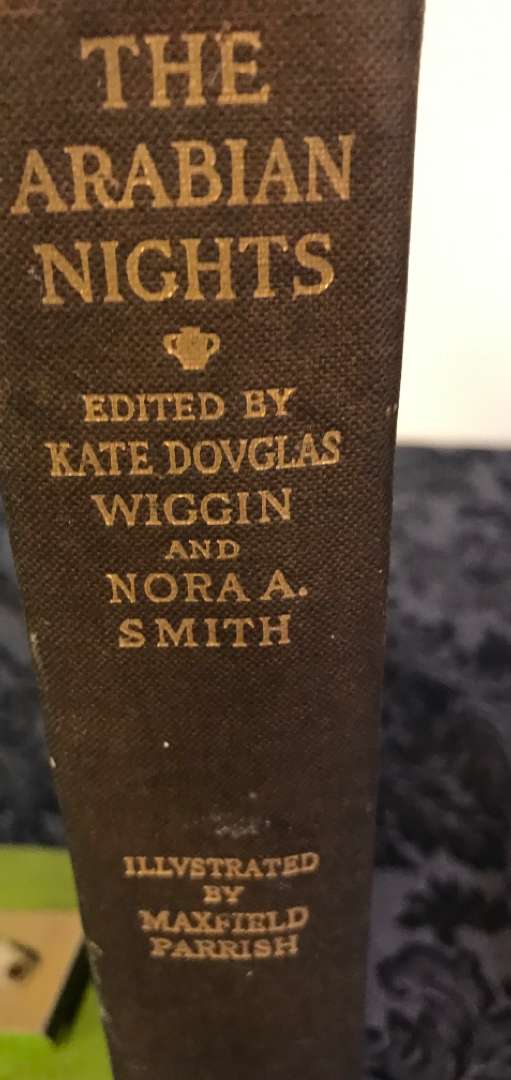 THE
ARABIAN
NIGHTS
EDITED BY
KATE DOVGLAS
WIGGIN
AND
NORA A.
SMITH
ILLVSTRATED
BY
MAXFIELD
PARRISH